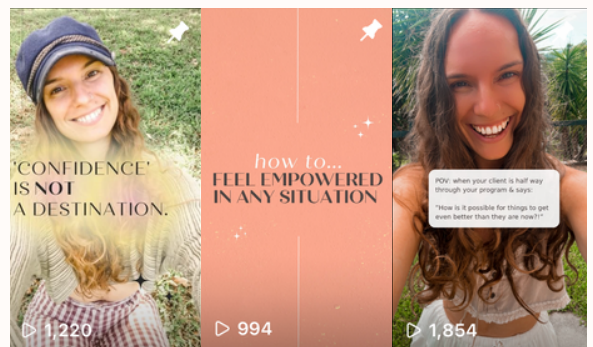 'CONFIDENCE'
IS NOT
A DESTINATION.
1,220
how to...
FEEL EMPOWERED
IN ANY SITUATION
994
POV: when your client is half way
through your program & says:
"How is it possible for things to get
even better than they are now?!"
1,854